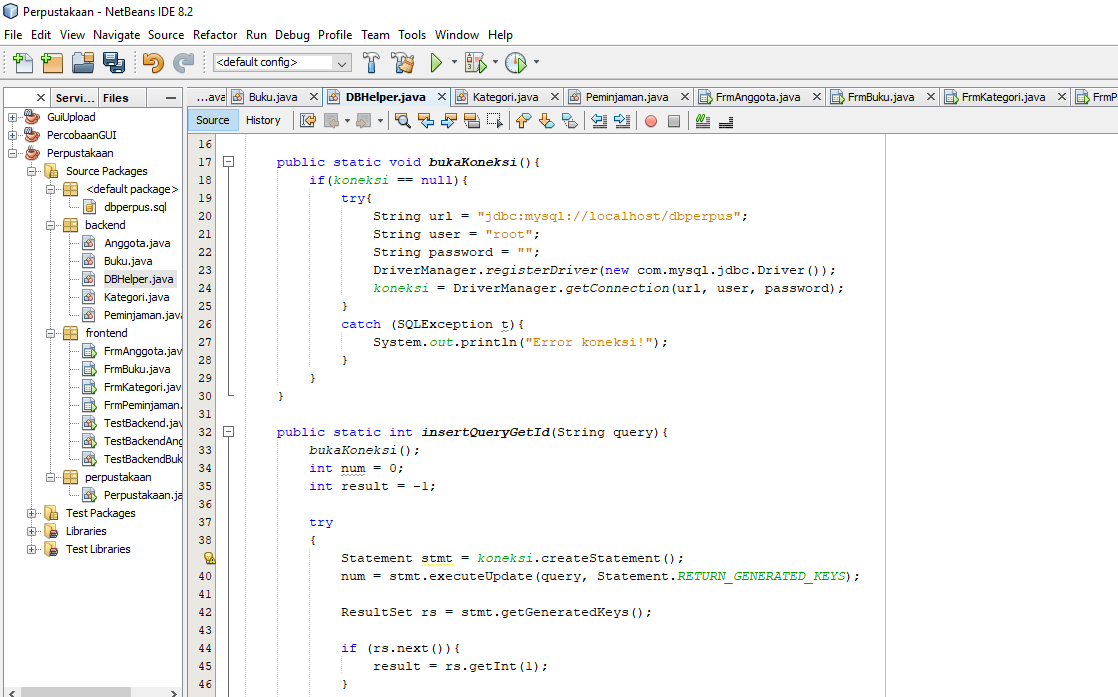 Perpustakaan - NetBeans IDE 8.2
File Edit View Navigate Source Refactor Run Debug Profile Team Tools Window Help
<default config>
Servi... Files
...ava Buku.java DBHelper.java Kategori.java Peminjaman.java FrmAnggota.java FrmBuku.java FrmKategori.java FrmP
Source History
GuiUpload
PercobaanGUI
Perpustakaan
Source Packages
<default package>
dbperpus.sql
backend
Anggota.java
Buku.java
DBHelper.java
Kategori.java
Peminjaman.java
frontend
FrmAnggota.jav
FrmBuku.java
FrmKategori.jav
FrmPeminjaman.
TestBackend.jav
TestBackendAng
TestBackendBuk
perpustakaan
Perpustakaan.ja
Test Packages
Libraries
Test Libraries
16
17 public static void bukaKoneksi(){
18 if(koneksi == null){
19 try{
20 String url = "jdbc:mysql://localhost/dbperpus";
21 String user = "root";
22 String password = "";
23 DriverManager.registerDriver(new com.mysql.jdbc.Driver());
24 koneksi = DriverManager.getConnection(url, user, password);
25 }
26 catch (SQLException t){
27 System.out.println("Error koneksi!");
28 }
29 }
30 }
31
32 public static int insertQueryGetId(String query){
33 bukaKoneksi();
34 int num = 0;
35 int result = -1;
36
37 try
38 {
Statement stmt = koneksi.createStatement();
40 num = stmt.executeUpdate(query, Statement.RETURN_GENERATED_KEYS);
41
42 ResultSet rs = stmt.getGeneratedKeys();
43
44 if (rs.next()){
45 result = rs.getInt(1);
46 }